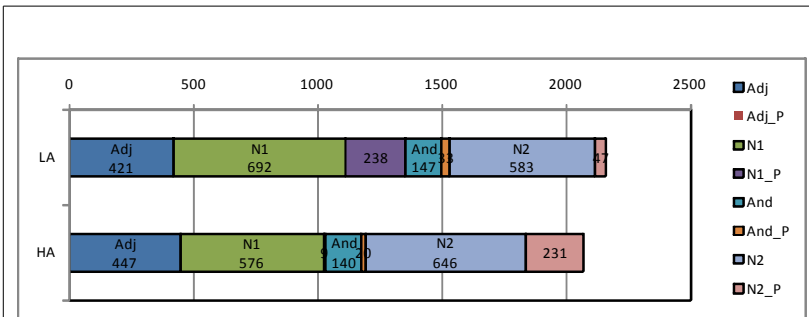 0 500 1000 1500 2000 2500
LA
Adj N1 And N2
421 692 238 147 33 583 47
HA
Adj N1 And N2
447 576 9 140 20 646 231
Adj
Adj_P
N1
N1_P
And
And_P
N2
N2_P